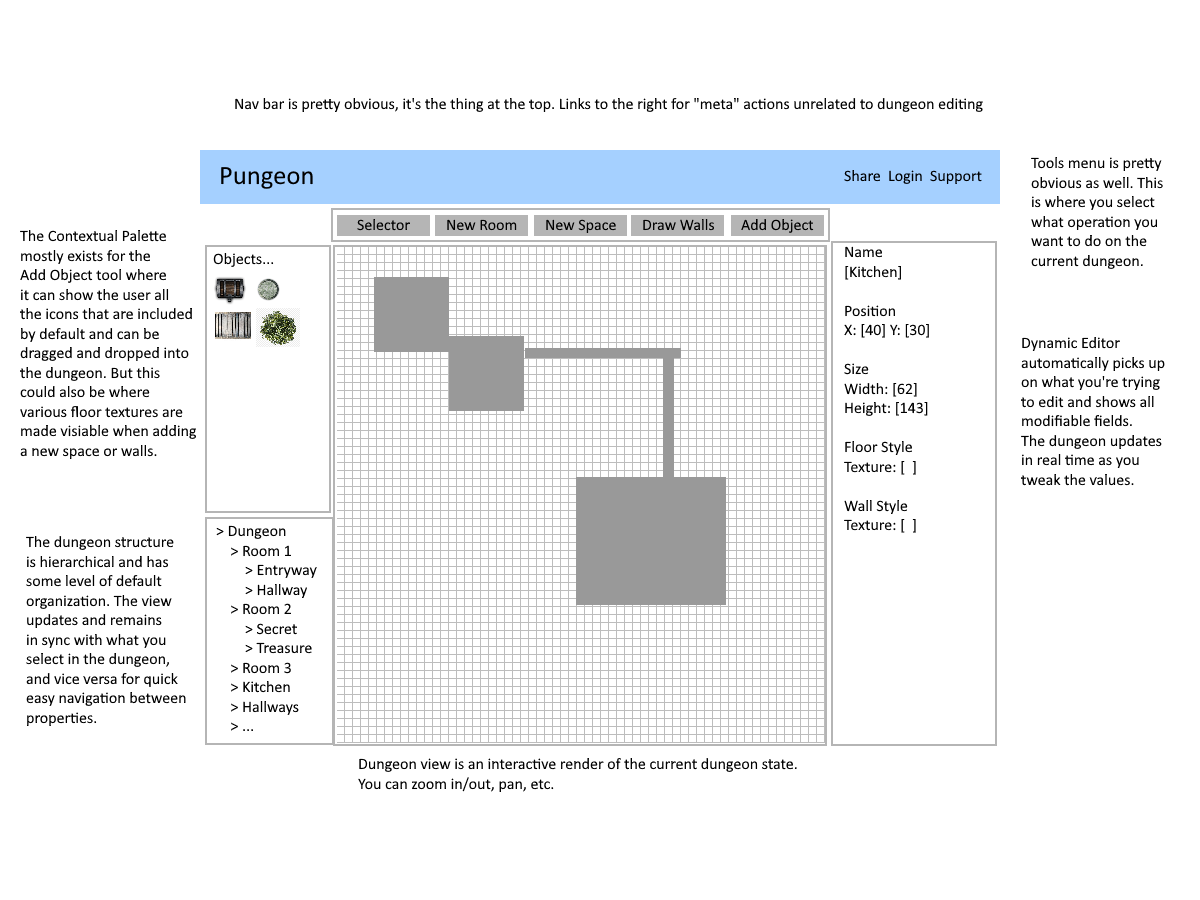 Nav bar is pretty obvious, it's the thing at the top. Links to the right for "meta" actions unrelated to dungeon editing
Pungeon
Share Login Support
Tools menu is pretty
obvious as well. This
is where you select
what operation you
want to do on the
current dungeon.
Selector
New Room
New Space
Draw Walls
Add Object
The Contextual Palette
mostly exists for the
Add Object tool where
it can show the user all
the icons that are included
by default and can be
dragged and dropped into
the dungeon. But this
could also be where
various floor textures are
made visiable when adding
a new space or walls.
Objects...
Name
[Kitchen]
Position
X: [40] Y: [30]
Size
Width: [62]
Height: [143]
Floor Style
Texture: [  ]
Wall Style
Texture: [  ]
Dynamic Editor
automatically picks up
on what you're trying
to edit and shows all
modifiable fields.
The dungeon updates
in real time as you
tweak the values.
The dungeon structure
is hierarchical and has
some level of default
organization. The view
updates and remains
in sync with what you
select in the dungeon,
and vice versa for quick
easy navigation between
properties.
> Dungeon
> Room 1
> Entryway
> Hallway
> Room 2
> Secret
> Treasure
> Room 3
> Kitchen
> Hallways
> ...
Dungeon view is an interactive render of the current dungeon state.
You can zoom in/out, pan, etc.